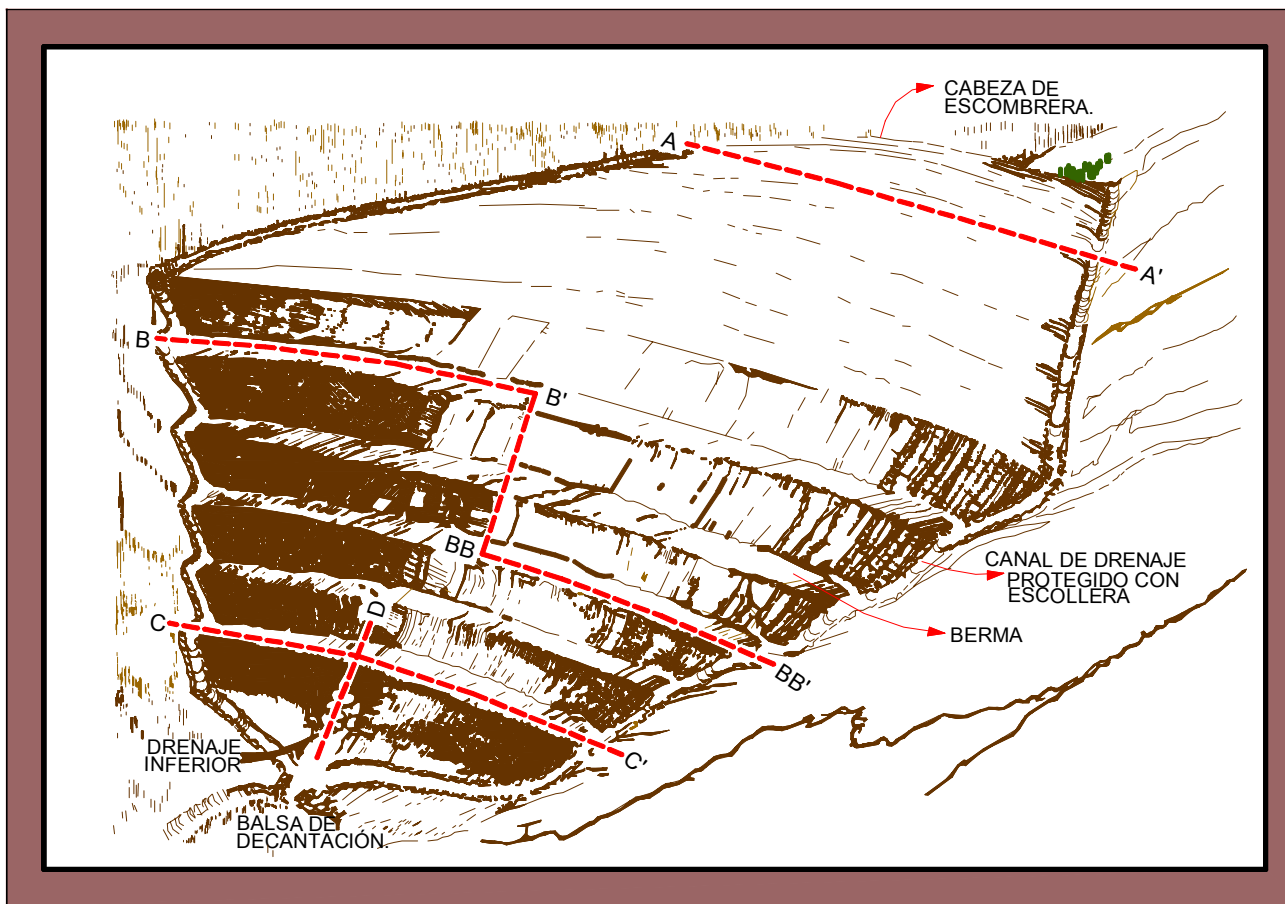 CABEZA DE
ESCOMBRERA.
A
A'
B
B'
BB
CANAL DE DRENAJE
PROTEGIDO CON
ESCOLLERA
BERMA
D
C
BB'
C'
DRENAJE
INFERIOR
BALSA DE
DECANTACIÓN.